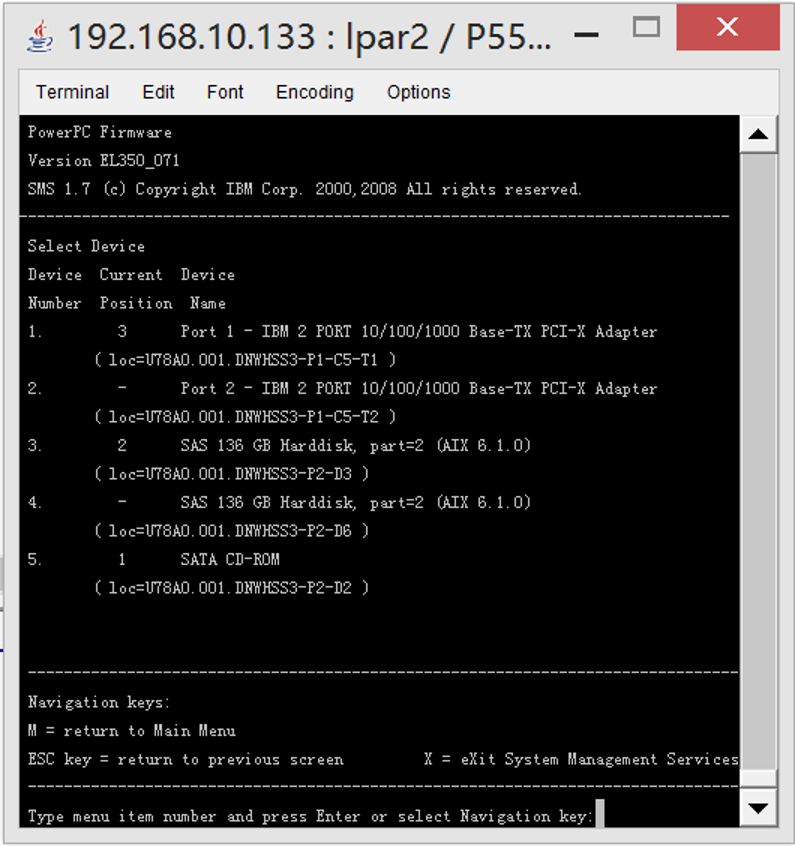 192.168.10.133 : lpar2 / P55...
Terminal Edit Font Encoding Options
PowerPC Firmware
Version EL350_071
SMS 1.7 (c) Copyright IBM Corp. 2000,2008 All rights reserved.
--------------------------------------------------------------------------------
Select Device
Device Current Device
Number Position Name
1. 3 Port 1 - IBM 2 PORT 10/100/1000 Base-TX PCI-X Adapter
( loc=U78A0.001.DNWHSS3-P1-C5-T1 )
2. - Port 2 - IBM 2 PORT 10/100/1000 Base-TX PCI-X Adapter
( loc=U78A0.001.DNWHSS3-P1-C5-T2 )
3. 2 SAS 136 GB Harddisk, part=2 (AIX 6.1.0)
( loc=U78A0.001.DNWHSS3-P2-D3 )
4. - SAS 136 GB Harddisk, part=2 (AIX 6.1.0)
( loc=U78A0.001.DNWHSS3-P2-D6 )
5. 1 SATA CD-ROM
( loc=U78A0.001.DNWHSS3-P2-D2 )
--------------------------------------------------------------------------------
Navigation keys:
M = return to Main Menu
ESC key = return to previous screen X = eXit System Management Services
--------------------------------------------------------------------------------
Type menu item number and press Enter or select Navigation key: